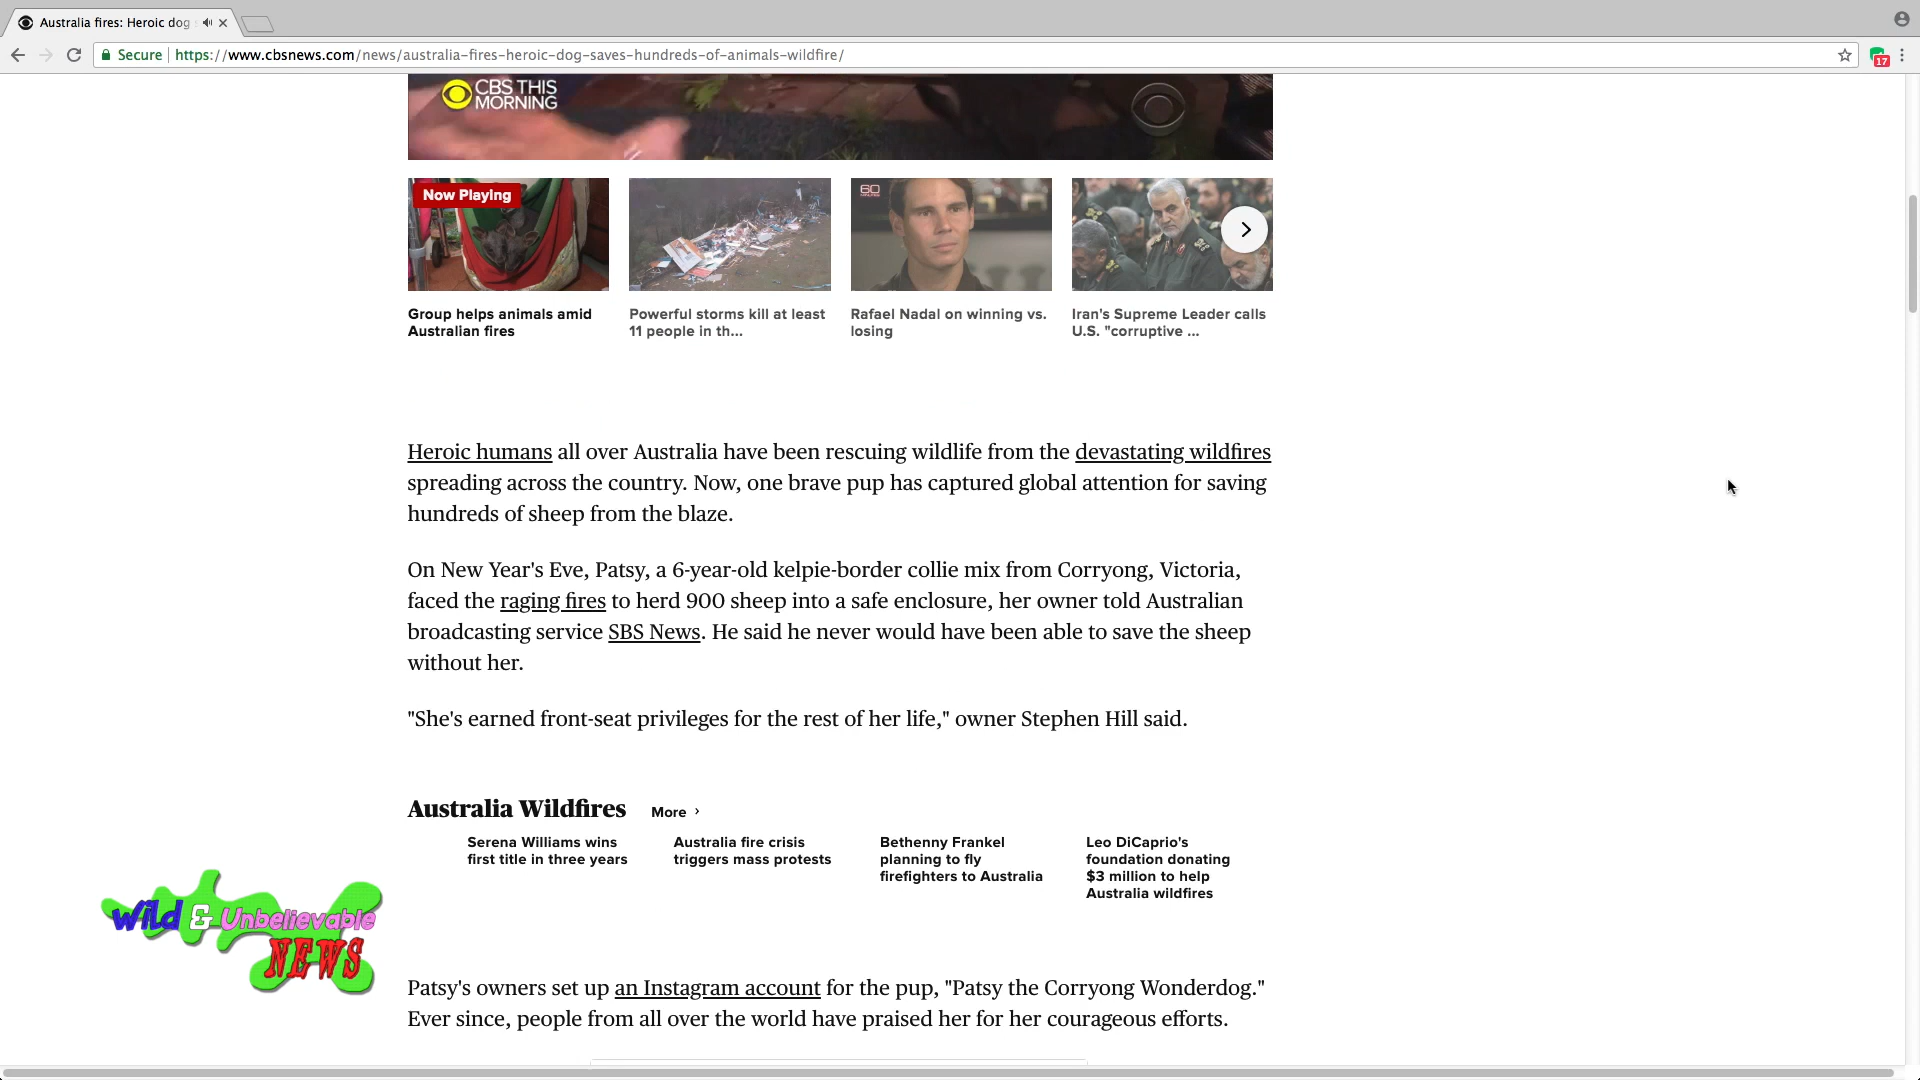 Australia fires: Heroic dog
Secure
https://www.cbsnews.com/news/australia-fires-heroic-dog-saves-hundreds-of-animals-wildfire/
17
CBS THIS
MORNING
Now Playing
60
Group helps animals amid
Australian fires
Powerful storms kill at least
11 people in th...
Rafael Nadal on winning vs.
losing
Iran's Supreme Leader calls
U.S. "corruptive ...
Heroic humans all over Australia have been rescuing wildlife from the devastating wildfires
spreading across the country. Now, one brave pup has captured global attention for saving
hundreds of sheep from the blaze.
On New Year's Eve, Patsy, a 6-year-old kelpie-border collie mix from Corryong, Victoria,
faced the raging fires to herd 900 sheep into a safe enclosure, her owner told Australian
broadcasting service SBS News. He said he never would have been able to save the sheep
without her.
"She's earned front-seat privileges for the rest of her life," owner Stephen Hill said.
Australia Wildfires More ›
Serena Williams wins
first title in three years
Australia fire crisis
triggers mass protests
Bethenny Frankel
planning to fly
firefighters to Australia
Leo DiCaprio's
foundation donating
$3 million to help
Australia wildfires
Wild & Unbelievable
NEWS
Patsy's owners set up an Instagram account for the pup, "Patsy the Corryong Wonderdog."
Ever since, people from all over the world have praised her for her courageous efforts.